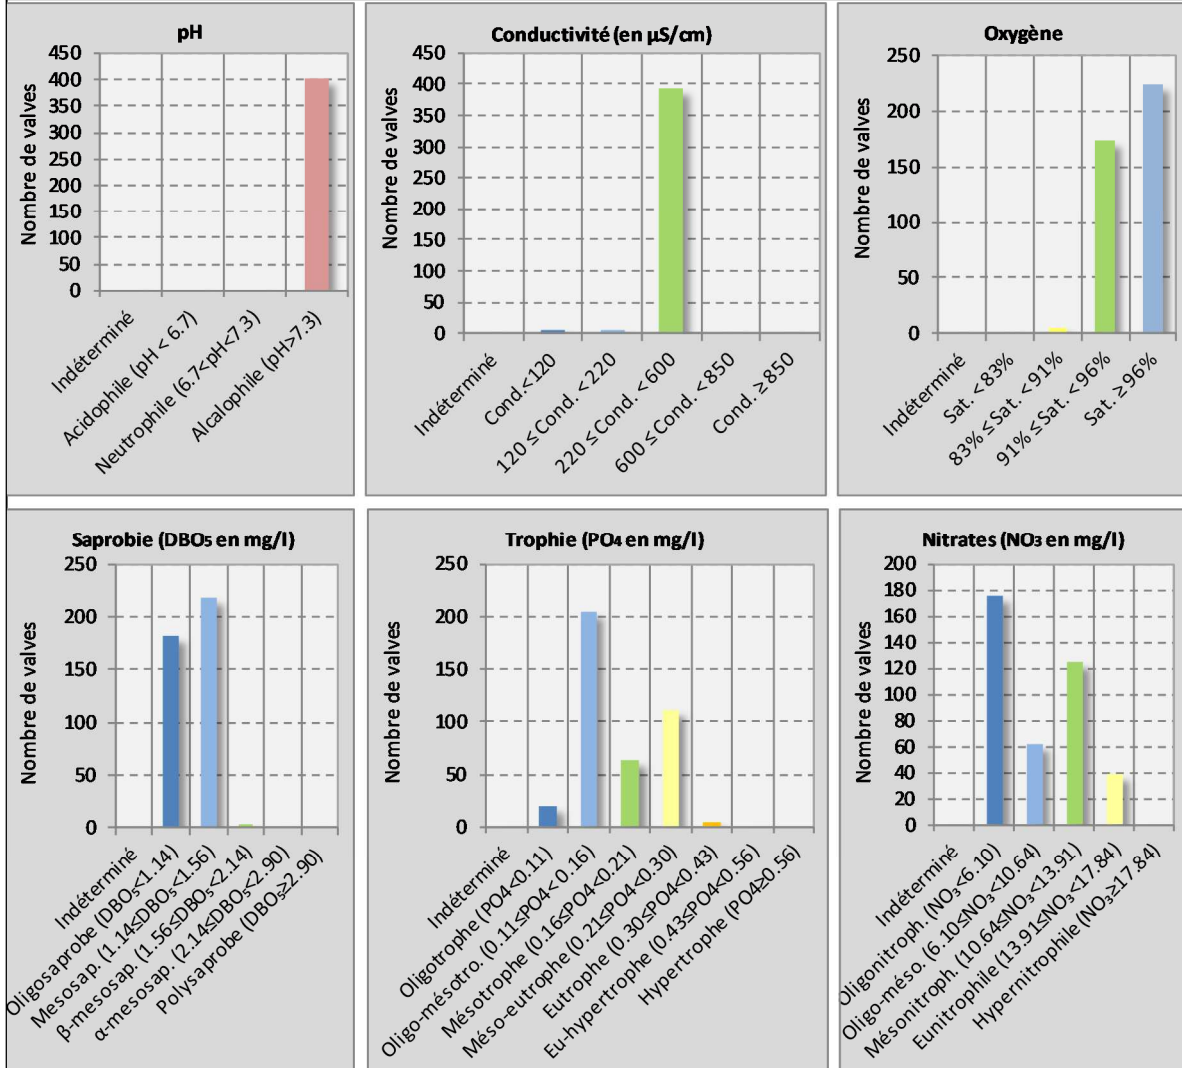 pH
Nombre de valves
450
400
350
300
250
200
150
100
50
0
Indéterminé
Acidophile (pH < 6.7)
Neutrophile (6.7<pH<7.3)
Alcalophile (pH>7.3)
Conductivité (en µS/cm)
Nombre de valves
450
400
350
300
250
200
150
100
50
0
Indéterminé
Cond.<120
120 ≤ Cond. < 220
220 ≤ Cond. < 600
600 ≤ Cond. < 850
Cond. ≥ 850
Oxygène
Nombre de valves
250
200
150
100
50
0
Indéterminé
Sat. < 83%
83% ≤ Sat. < 91%
91% ≤ Sat. < 96%
Sat. ≥ 96%
Saprobie (DBO₅ en mg/l)
Nombre de valves
250
200
150
100
50
0
Indéterminé
Oligosaprobe (DBO₅<1.14)
Mesosap. (1.14≤DBO₅<1.56)
β-mesosap. (1.56≤DBO₅<2.14)
α-mesosap. (2.14≤DBO₅<2.90)
Polysaprobe (DBO₅≥2.90)
Trophie (PO₄ en mg/l)
Nombre de valves
250
200
150
100
50
0
Indéterminé
Oligotrophe (PO4<0.11)
Oligo-mésotro. (0.11≤PO4< 0.16)
Mésotrophe (0.16≤PO4<0.21)
Méso-eutrophe (0.21≤PO4<0.30)
Eutrophe (0.30≤PO4<0.43)
Eu-hypertrophe (0.43≤PO4<0.56)
Hypertrophe (PO4≥0.56)
Nitrates (NO₃ en mg/l)
Nombre de valves
200
180
160
140
120
100
80
60
40
20
0
Indéterminé
Oligonitroph. (NO₃<6.10)
Oligo-méso. (6.10≤NO₃<10.64)
Mésonitroph. (10.64≤NO₃<13.91)
Eunitrophile (13.91≤NO₃<17.84)
Hypernitrophile (NO₃≥17.84)